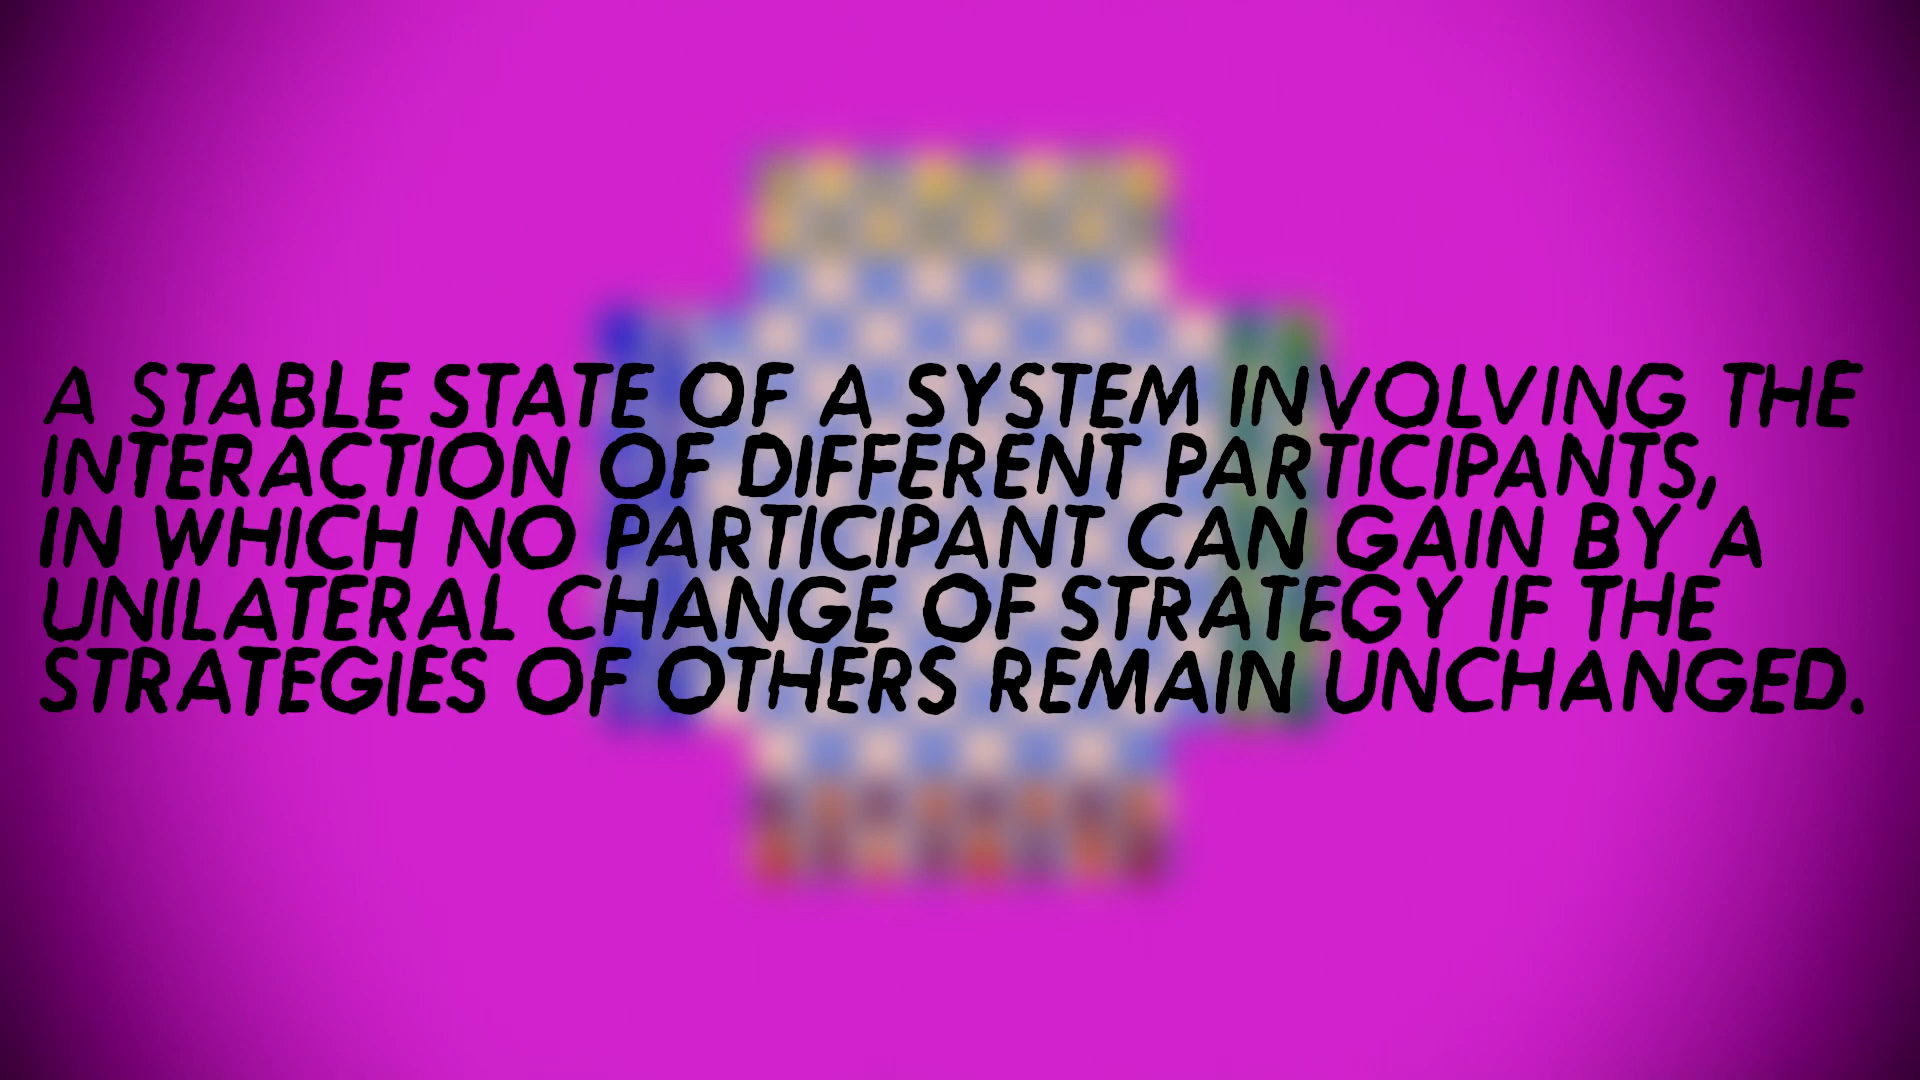 A STABLE STATE OF A SYSTEM INVOLVING THE
INTERACTION OF DIFFERENT PARTICIPANTS,
IN WHICH NO PARTICIPANT CAN GAIN BY A
UNILATERAL CHANGE OF STRATEGY IF THE
STRATEGIES OF OTHERS REMAIN UNCHANGED.